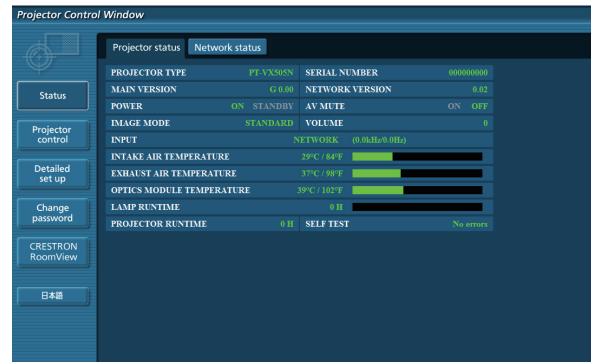 Projector Control Window
Projector status Network status
PROJECTOR TYPE PT-VX505N SERIAL NUMBER 000000000
MAIN VERSION G 0.00 NETWORK VERSION 0.02
POWER ON STANDBY AV MUTE ON OFF
IMAGE MODE STANDARD VOLUME 0
INPUT NETWORK (0.0kHz/0.0Hz)
INTAKE AIR TEMPERATURE 29°C / 84°F
EXHAUST AIR TEMPERATURE 37°C / 98°F
OPTICS MODULE TEMPERATURE 39°C / 102°F
LAMP RUNTIME 0 H
PROJECTOR RUNTIME 0 H SELF TEST No errors
Status
Projector
control
Detailed
set up
Change
password
CRESTRON
RoomView
日本語